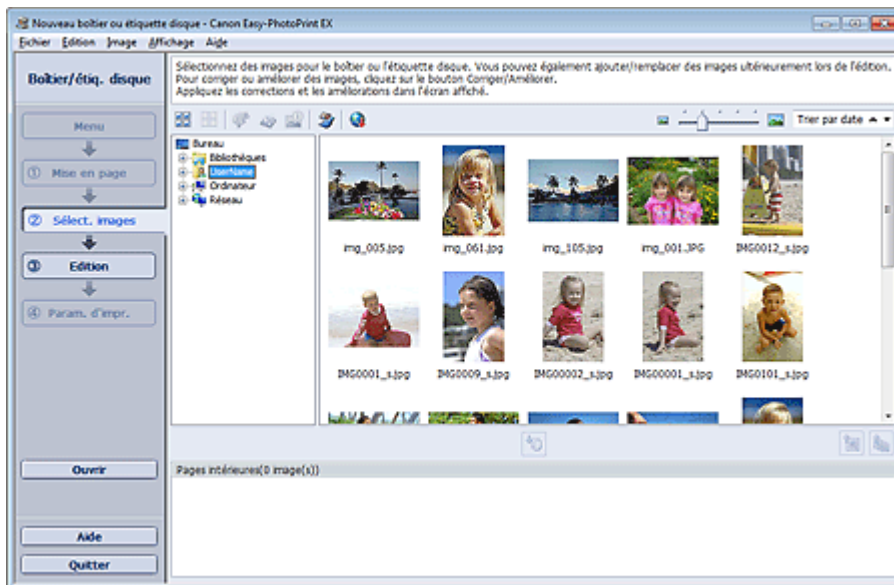 Nouveau boîtier ou étiquette disque - Canon Easy-PhotoPrint EX
Fichier Edition Image Affichage Aide
Boîtier/étiq. disque
Sélectionnez des images pour le boîtier ou l'étiquette disque. Vous pouvez également ajouter/remplacer des images ultérieurement lors de l'édition.
Pour corriger ou améliorer des images, cliquez sur le bouton Corriger/Améliorer.
Appliquez les corrections et les améliorations dans l'écran affiché.
Menu
① Mise en page
② Sélect. images
③ Edition
④ Param. d'impr.
Ouvrir
Aide
Quitter
Trier par date
Bureau
Bibliothèques
UserName
Ordinateur
Réseau
img_005.jpg img_061.jpg img_105.jpg img_001.JPG IMG0012_s.jpg
IMG0001_s.jpg IMG0009_s.jpg IMG00002_s.jpg IMG00001_s.jpg IMG0101_s.jpg
Pages intérieures(0 image(s))